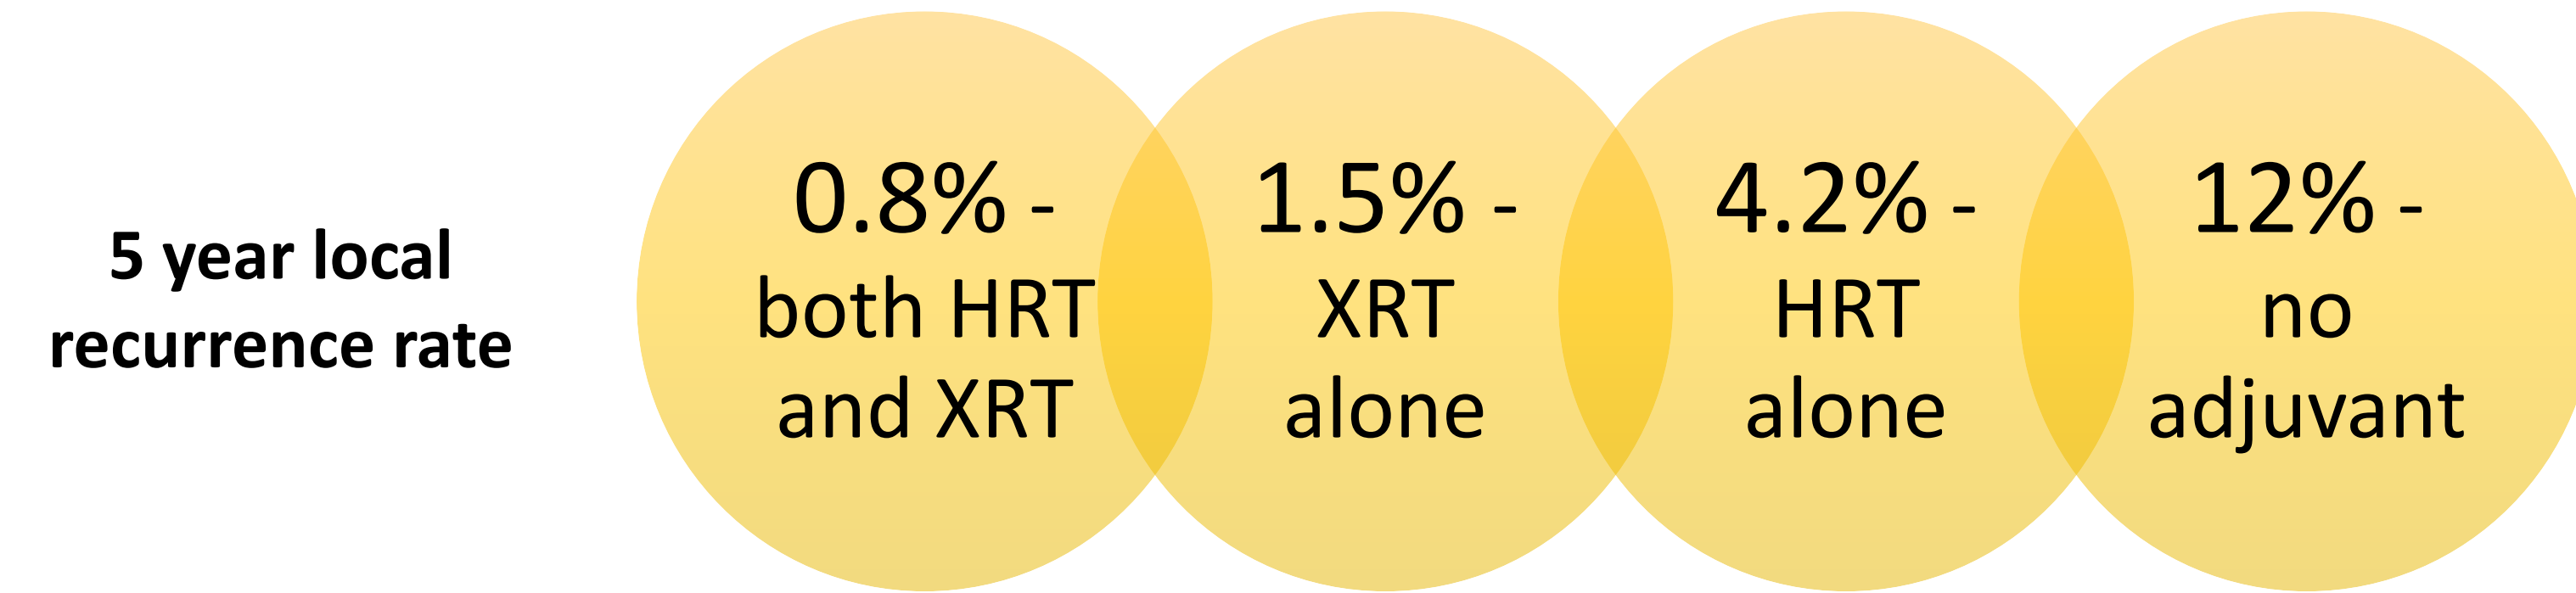 5 year local
recurrence rate
0.8% -
both HRT
and XRT
1.5% -
XRT
alone
4.2% -
HRT
alone
12% -
no
adjuvant